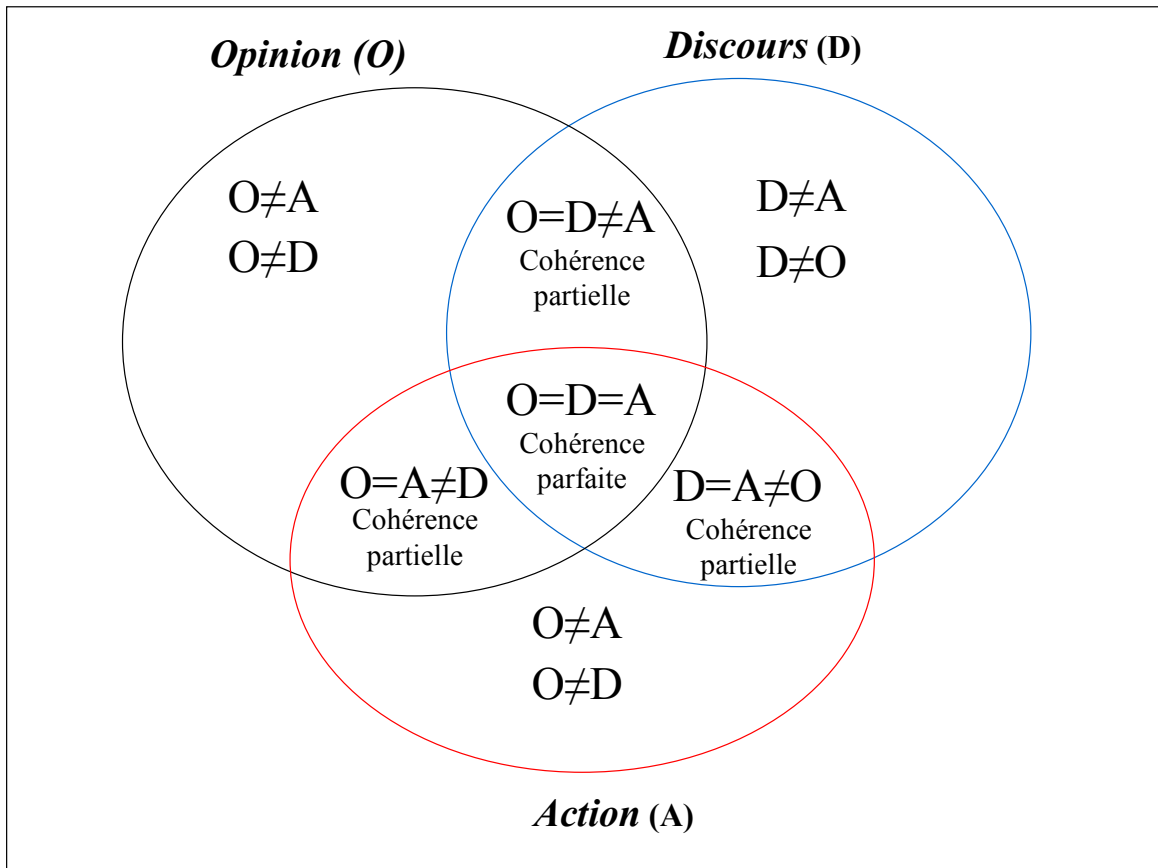 Opinion (O)
Discours (D)
O≠A
O≠D
O=D≠A
Cohérence
partielle
D≠A
D≠O
O=D=A
Cohérence
parfaite
O=A≠D
Cohérence
partielle
D=A≠O
Cohérence
partielle
O≠A
O≠D
Action (A)